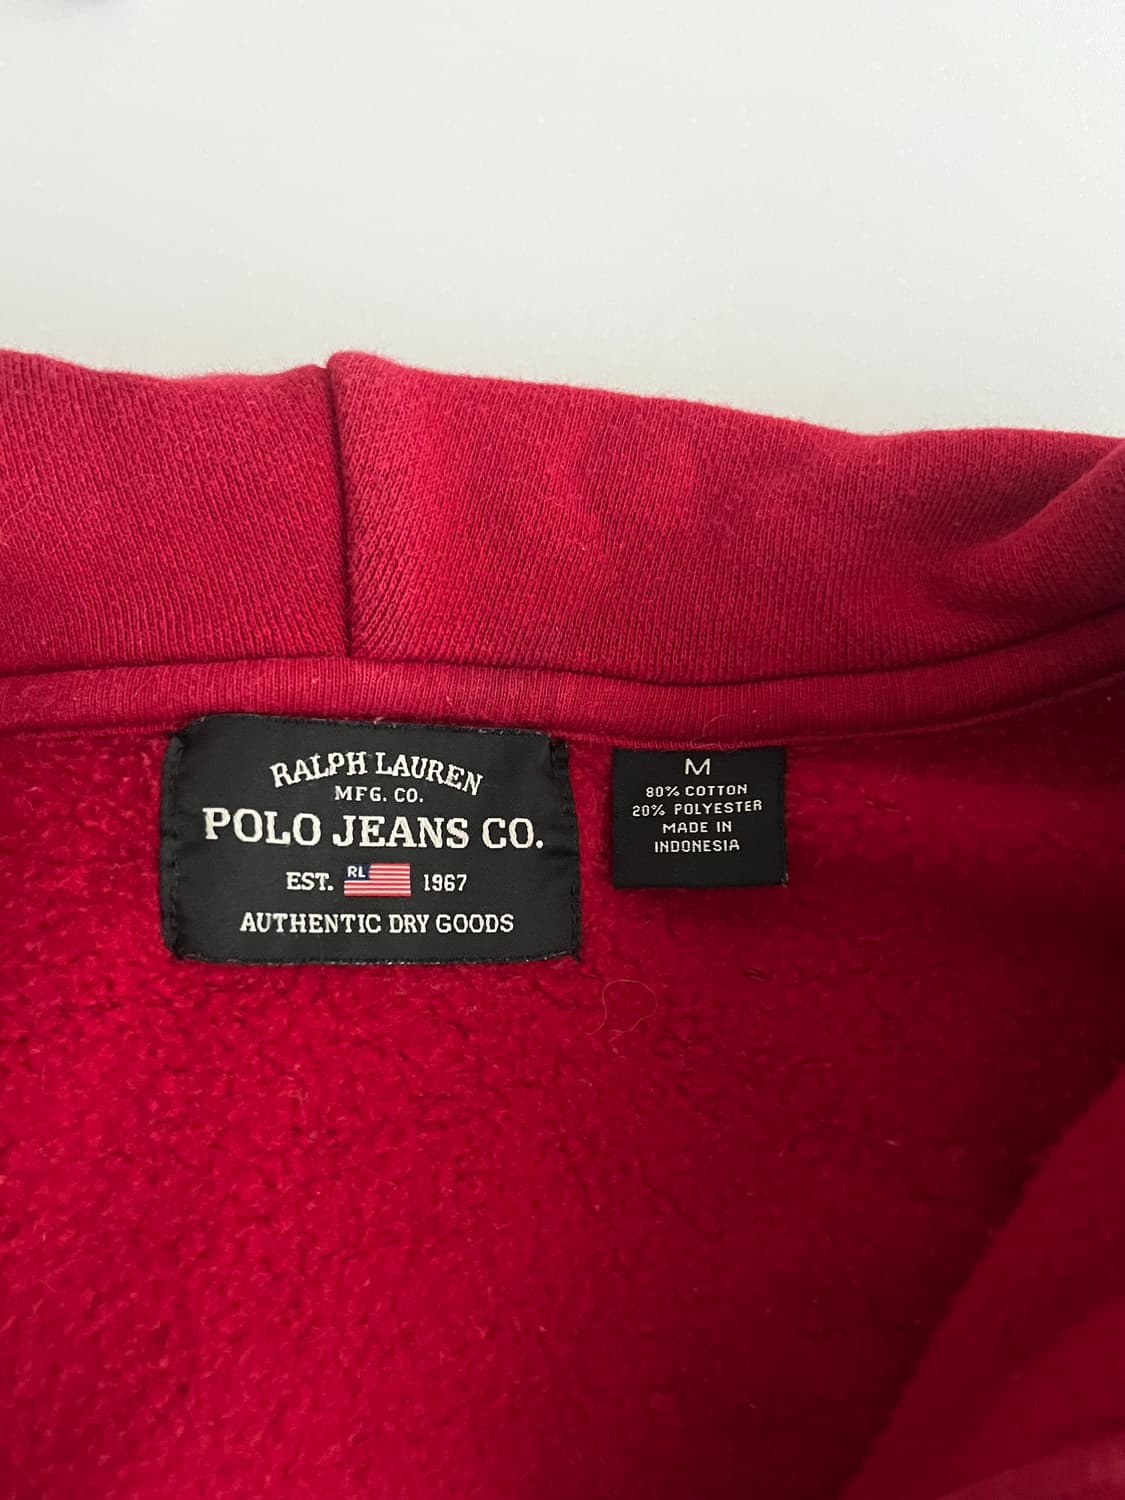 RALPH LAUREN
MFG. CO.
POLO JEANS CO.
EST. RL 1967
AUTHENTIC DRY GOODS
M
80% COTTON
20% POLYESTER
MADE IN
INDONESIA